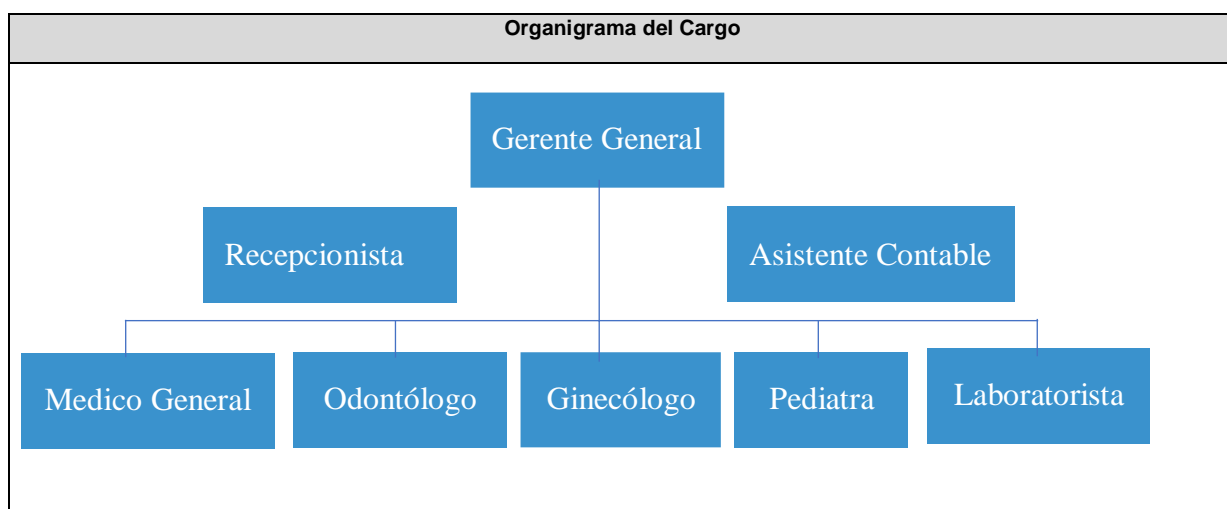 Organigrama del Cargo
Gerente General
Recepcionista
Asistente Contable
Medico General
Odontólogo
Ginecólogo
Pediatra
Laboratorista